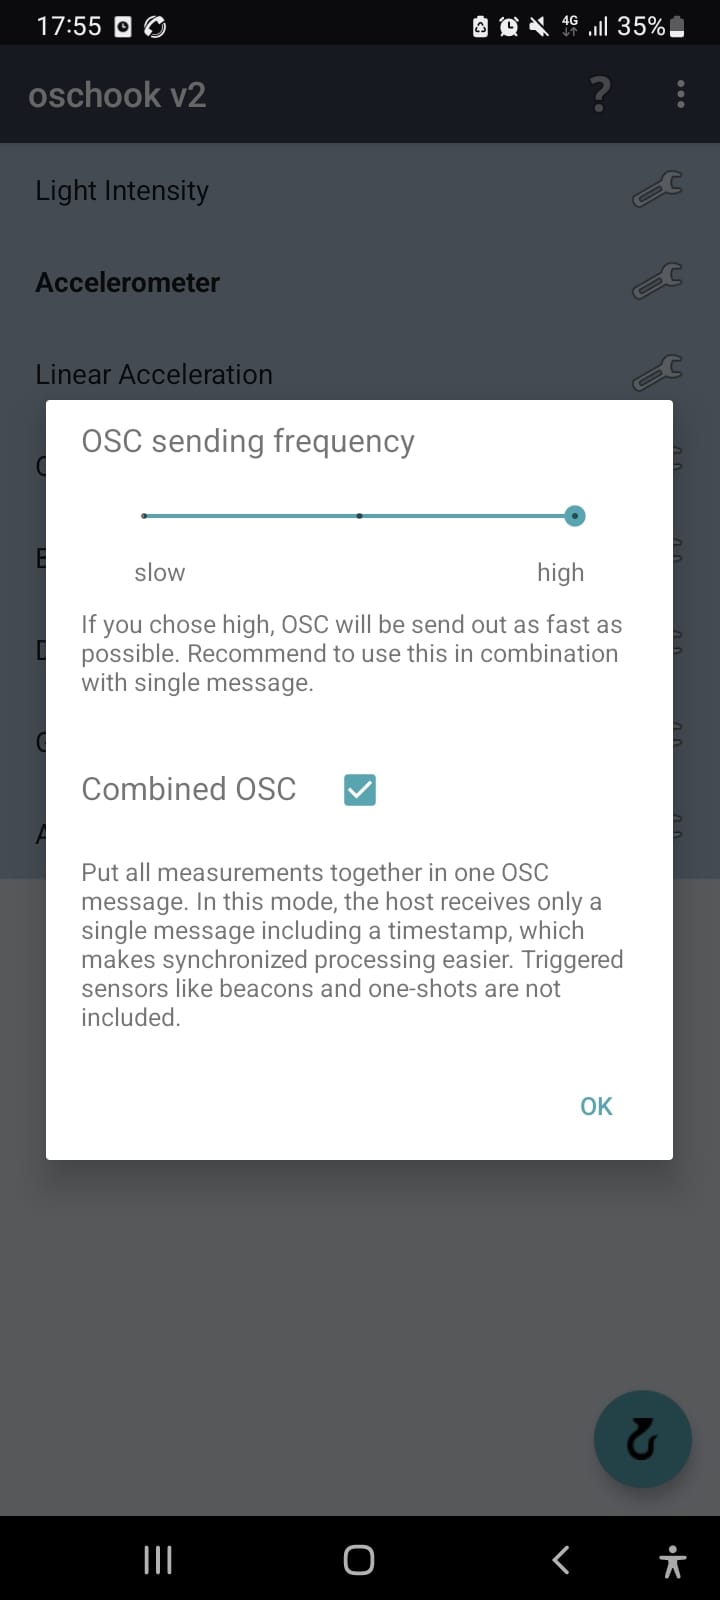 17:55
4G
35%
oschook v2
?
Light Intensity
Accelerometer
Linear Acceleration
OSC sending frequency
slow
high
If you chose high, OSC will be send out as fast as
possible. Recommend to use this in combination
with single message.
Combined OSC
Put all measurements together in one OSC
message. In this mode, the host receives only a
single message including a timestamp, which
makes synchronized processing easier. Triggered
sensors like beacons and one-shots are not
included.
OK